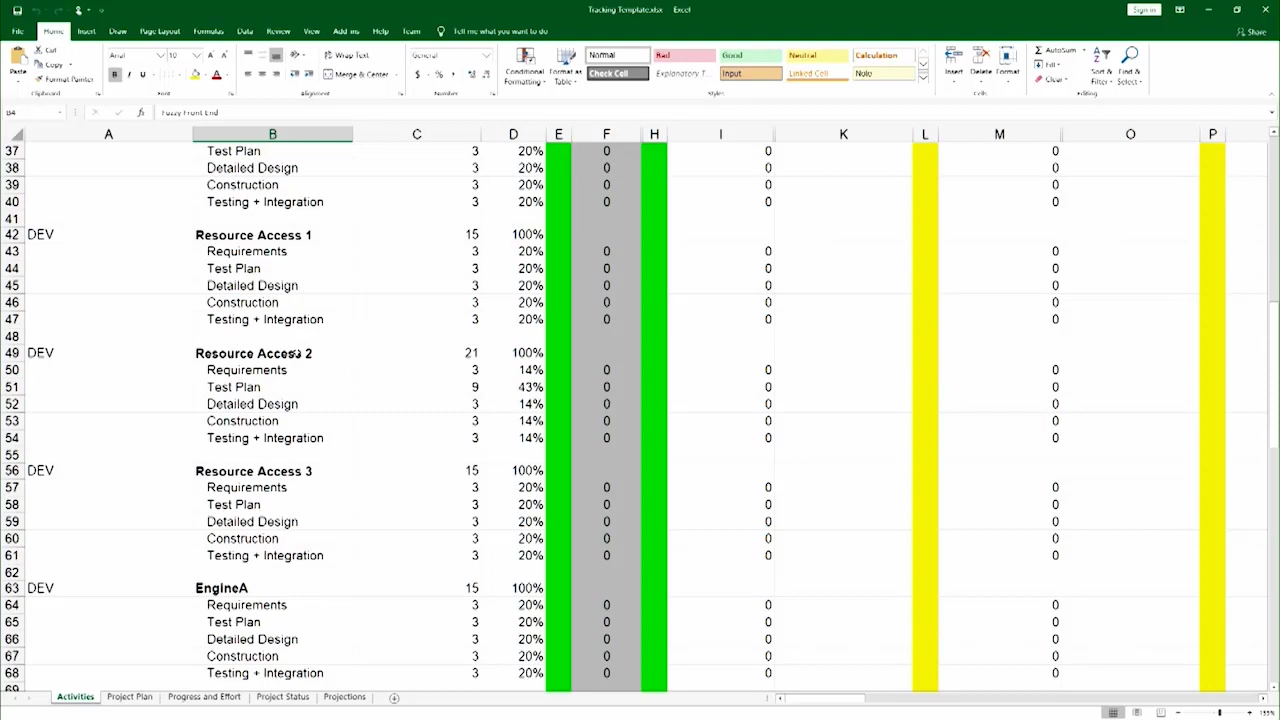 Tracking Template.xlsx - Excel
Sign in
File Home Insert Draw Page Layout Formulas Data Review View Add-ins Help Team Tell me what you want to do Share
Paste
Cut
Copy
Format Painter
Clipboard
Arial 10
B I U
Font
Wrap Text
Merge & Center
Alignment
General
$ %
Number
Conditional Formatting
Format as Table
Normal Bad Good Neutral Calculation
Check Cell Explanatory T... Input Linked Cell Note
Styles
Insert Delete Format
Cells
AutoSum
Fill
Clear
Sort & Filter
Find & Select
Editing
B4 fx Fuzzy Front End
A B C D E F H I K L M O P
37 Test Plan 3 20% 0 0 0
38 Detailed Design 3 20% 0 0 0
39 Construction 3 20% 0 0 0
40 Testing + Integration 3 20% 0 0 0
41
42 DEV Resource Access 1 15 100%
43 Requirements 3 20% 0 0 0
44 Test Plan 3 20% 0 0 0
45 Detailed Design 3 20% 0 0 0
46 Construction 3 20% 0 0 0
47 Testing + Integration 3 20% 0 0 0
48
49 DEV Resource Access 2 21 100%
50 Requirements 3 14% 0 0 0
51 Test Plan 9 43% 0 0 0
52 Detailed Design 3 14% 0 0 0
53 Construction 3 14% 0 0 0
54 Testing + Integration 3 14% 0 0 0
55
56 DEV Resource Access 3 15 100%
57 Requirements 3 20% 0 0 0
58 Test Plan 3 20% 0 0 0
59 Detailed Design 3 20% 0 0 0
60 Construction 3 20% 0 0 0
61 Testing + Integration 3 20% 0 0 0
62
63 DEV EngineA 15 100%
64 Requirements 3 20% 0 0 0
65 Test Plan 3 20% 0 0 0
66 Detailed Design 3 20% 0 0 0
67 Construction 3 20% 0 0 0
68 Testing + Integration 3 20% 0 0 0
69
Activities Project Plan Progress and Effort Project Status Projections